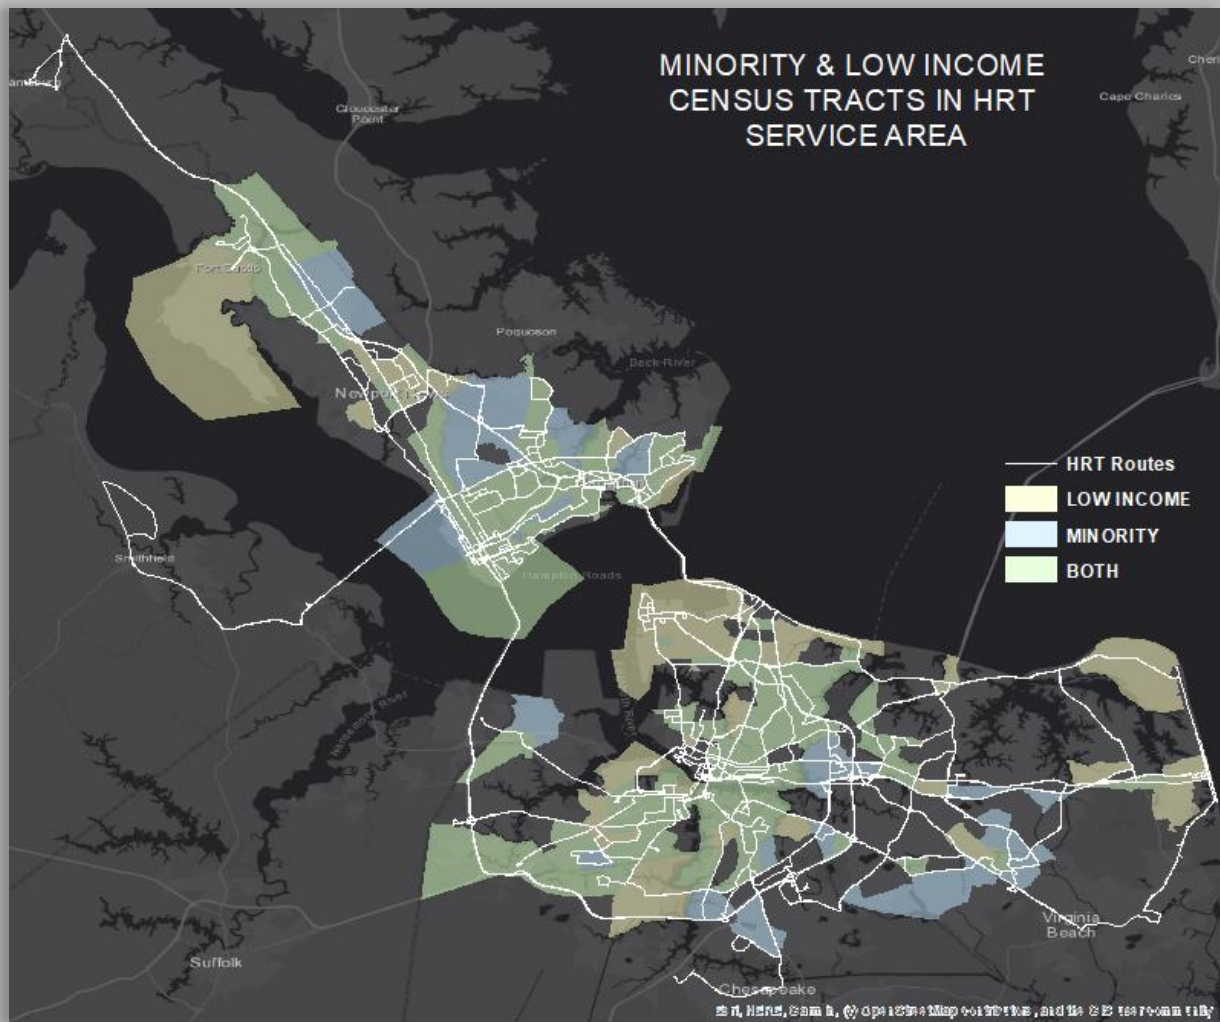 MINORITY & LOW INCOME
CENSUS TRACTS IN HRT
SERVICE AREA
Cape Charles
Gloucester
Point
Fort Eustis
Poquoson
Back River
Newport News
HRT Routes
LOW INCOME
MINORITY
BOTH
Smithfield
Hampton Roads
Virginia
Beach
Suffolk
Chesapeake